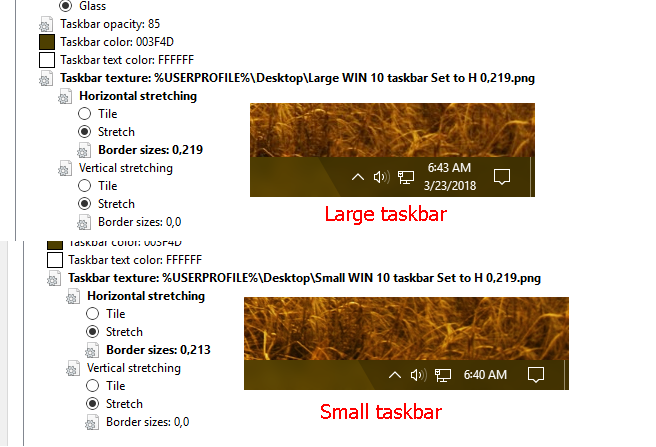 Glass
Taskbar opacity: 85
Taskbar color: 003F4D
Taskbar text color: FFFFFF
Taskbar texture: %USERPROFILE%\Desktop\Large WIN 10 taskbar Set to H 0,219.png
Horizontal stretching
Tile
Stretch
Border sizes: 0,219
Vertical stretching
Tile
Stretch
Border sizes: 0,0
6:43 AM
3/23/2018
Large taskbar
Taskbar color: 003F4D
Taskbar text color: FFFFFF
Taskbar texture: %USERPROFILE%\Desktop\Small WIN 10 taskbar Set to H 0,219.png
Horizontal stretching
Tile
Stretch
Border sizes: 0,213
Vertical stretching
Tile
Stretch
Border sizes: 0,0
6:40 AM
Small taskbar